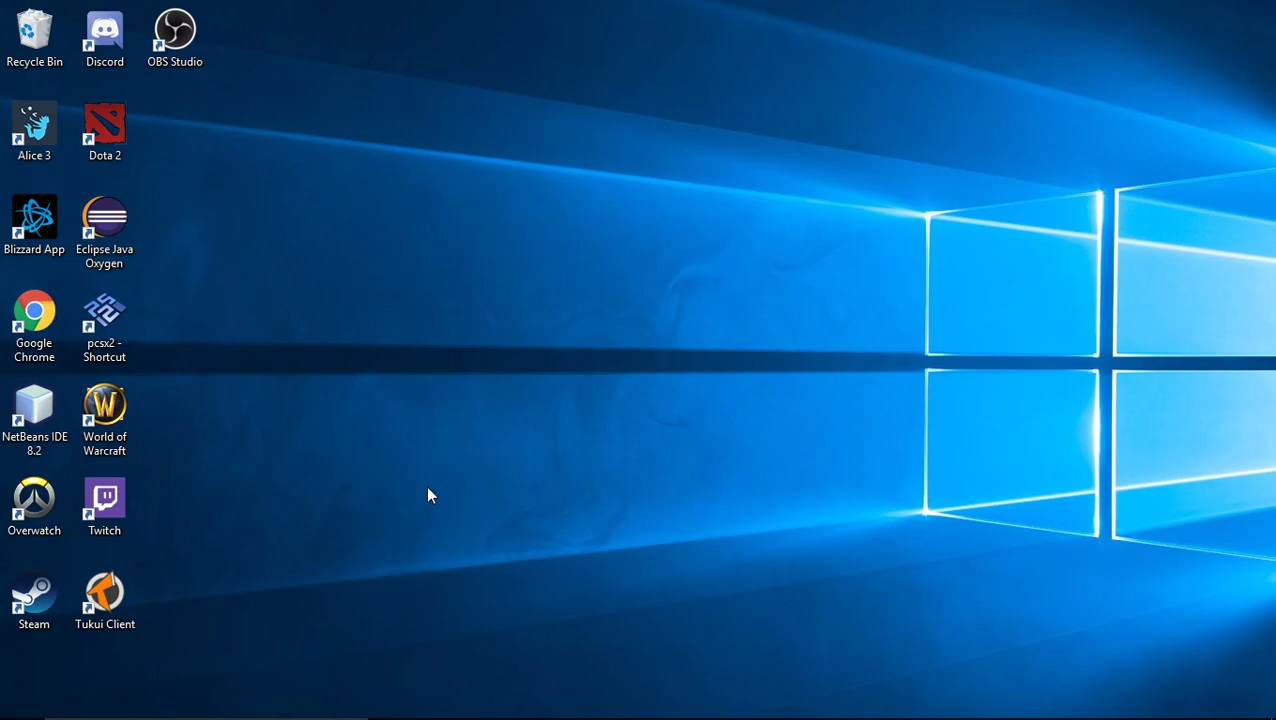 Recycle Bin
Discord
OBS Studio
Alice 3
Dota 2
Blizzard App
Eclipse Java
Oxygen
Google
Chrome
pcsx2 -
Shortcut
NetBeans IDE
8.2
World of
Warcraft
Overwatch
Twitch
Steam
Tukui Client